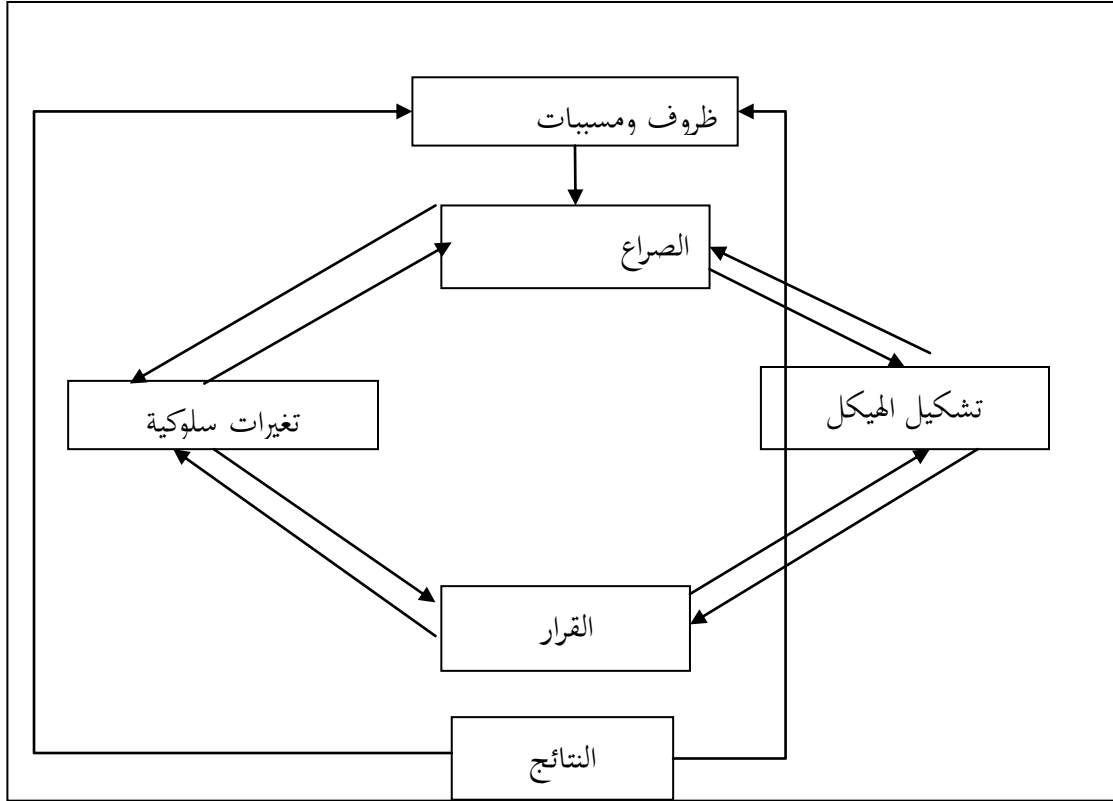 ظروف ومسببات
الصراع
تشكيل الهيكل
تغيرات سلوكية
القرار
النتائج